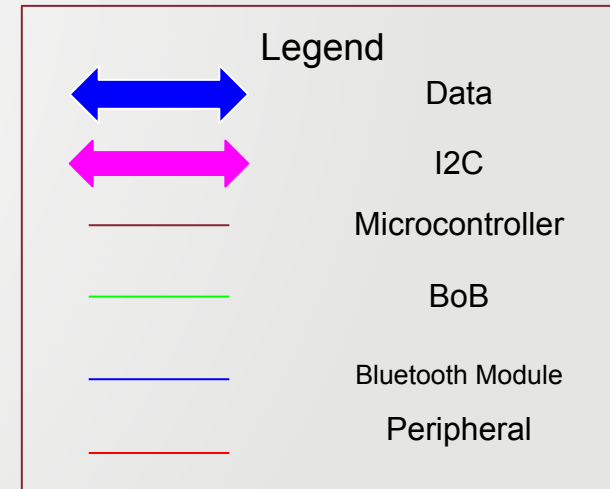 Legend
Data
I2C
Microcontroller
BoB
Bluetooth Module
Peripheral